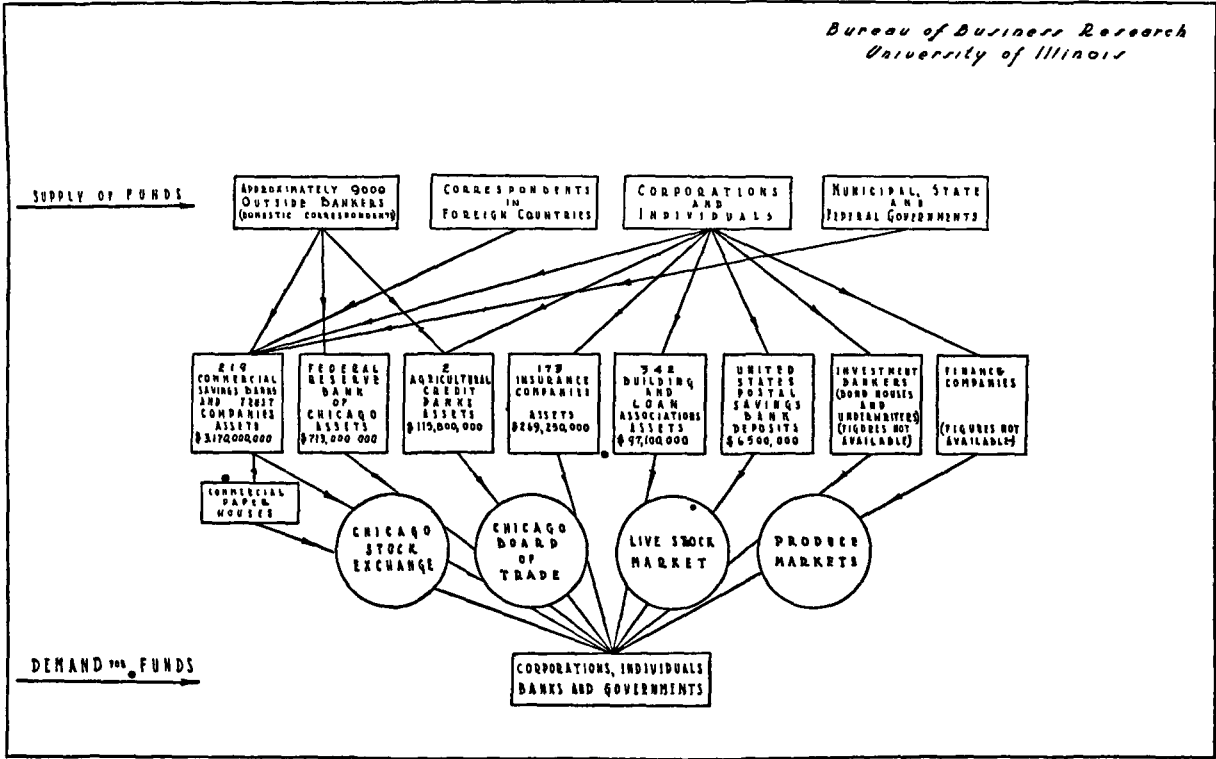 Bureau of Business Research
University of Illinois
SUPPLY OF FUNDS
APPROXIMATELY 9000
OUTSIDE BANKERS
(DOMESTIC CORRESPONDENTS)
CORRESPONDENTS
IN
FOREIGN COUNTRIES
CORPORATIONS
AND
INDIVIDUALS
MUNICIPAL, STATE
AND
FEDERAL GOVERNMENTS
COMMERCIAL
SAVINGS BANKS
AND TRUST
COMPANIES
ASSETS
$3,170,000,000
FEDERAL
RESERVE
BANK
OF
CHICAGO
ASSETS
$713,000 000
2
AGRICULTURAL
CREDIT
BANKS
ASSETS
$115,800,000
INSURANCE
COMPANIES
ASSETS
$269,250,000
BUILDING
AND
LOAN
ASSOCIATIONS
ASSETS
$97,100,000
UNITED
STATES
POSTAL
SAVINGS
BANK
DEPOSITS
$6500,000
INVESTMENT
BANKERS
(BOND HOUSES
AND
UNDERWRITERS)
(FIGURES NOT
AVAILABLE)
FINANCE
COMPANIES
(FIGURES NOT
AVAILABLE)
COMMERCIAL
PAPER
HOUSES
CHICAGO
STOCK
EXCHANGE
CHICAGO
BOARD
OF
TRADE
LIVE STOCK
MARKET
PRODUCE
MARKETS
DEMAND FOR FUNDS
CORPORATIONS, INDIVIDUALS
BANKS AND GOVERNMENTS